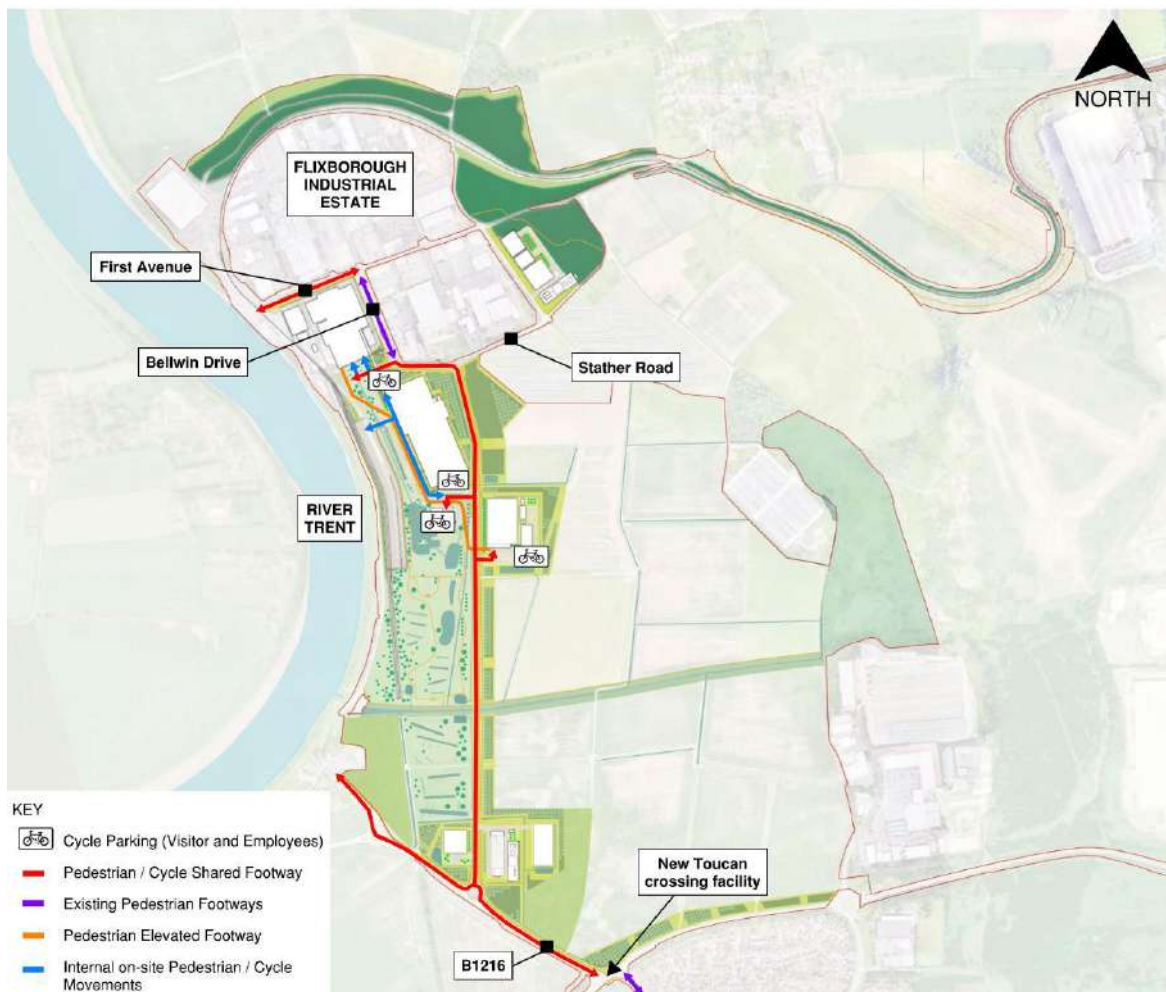 NORTH
FLIXBOROUGH
INDUSTRIAL
ESTATE
First Avenue
Bellwin Drive
Stather Road
RIVER
TRENT
New Toucan
crossing facility
B1216
KEY
Cycle Parking (Visitor and Employees)
Pedestrian / Cycle Shared Footway
Existing Pedestrian Footways
Pedestrian Elevated Footway
Internal on-site Pedestrian / Cycle
Movements